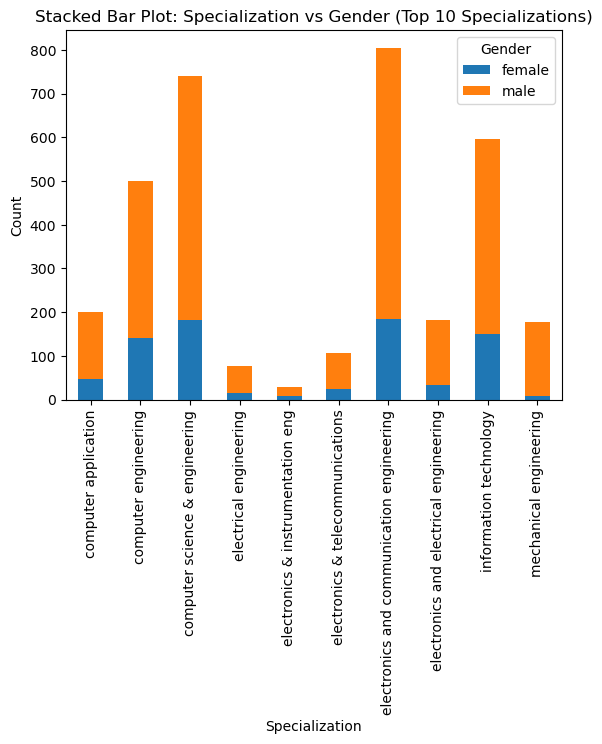 Stacked Bar Plot: Specialization vs Gender (Top 10 Specializations)
Gender
female
male
800
700
600
500
400
300
200
100
0
Count
computer application
computer engineering
computer science & engineering
electrical engineering
electronics & instrumentation eng
electronics & telecommunications
electronics and communication engineering
electronics and electrical engineering
information technology
mechanical engineering
Specialization